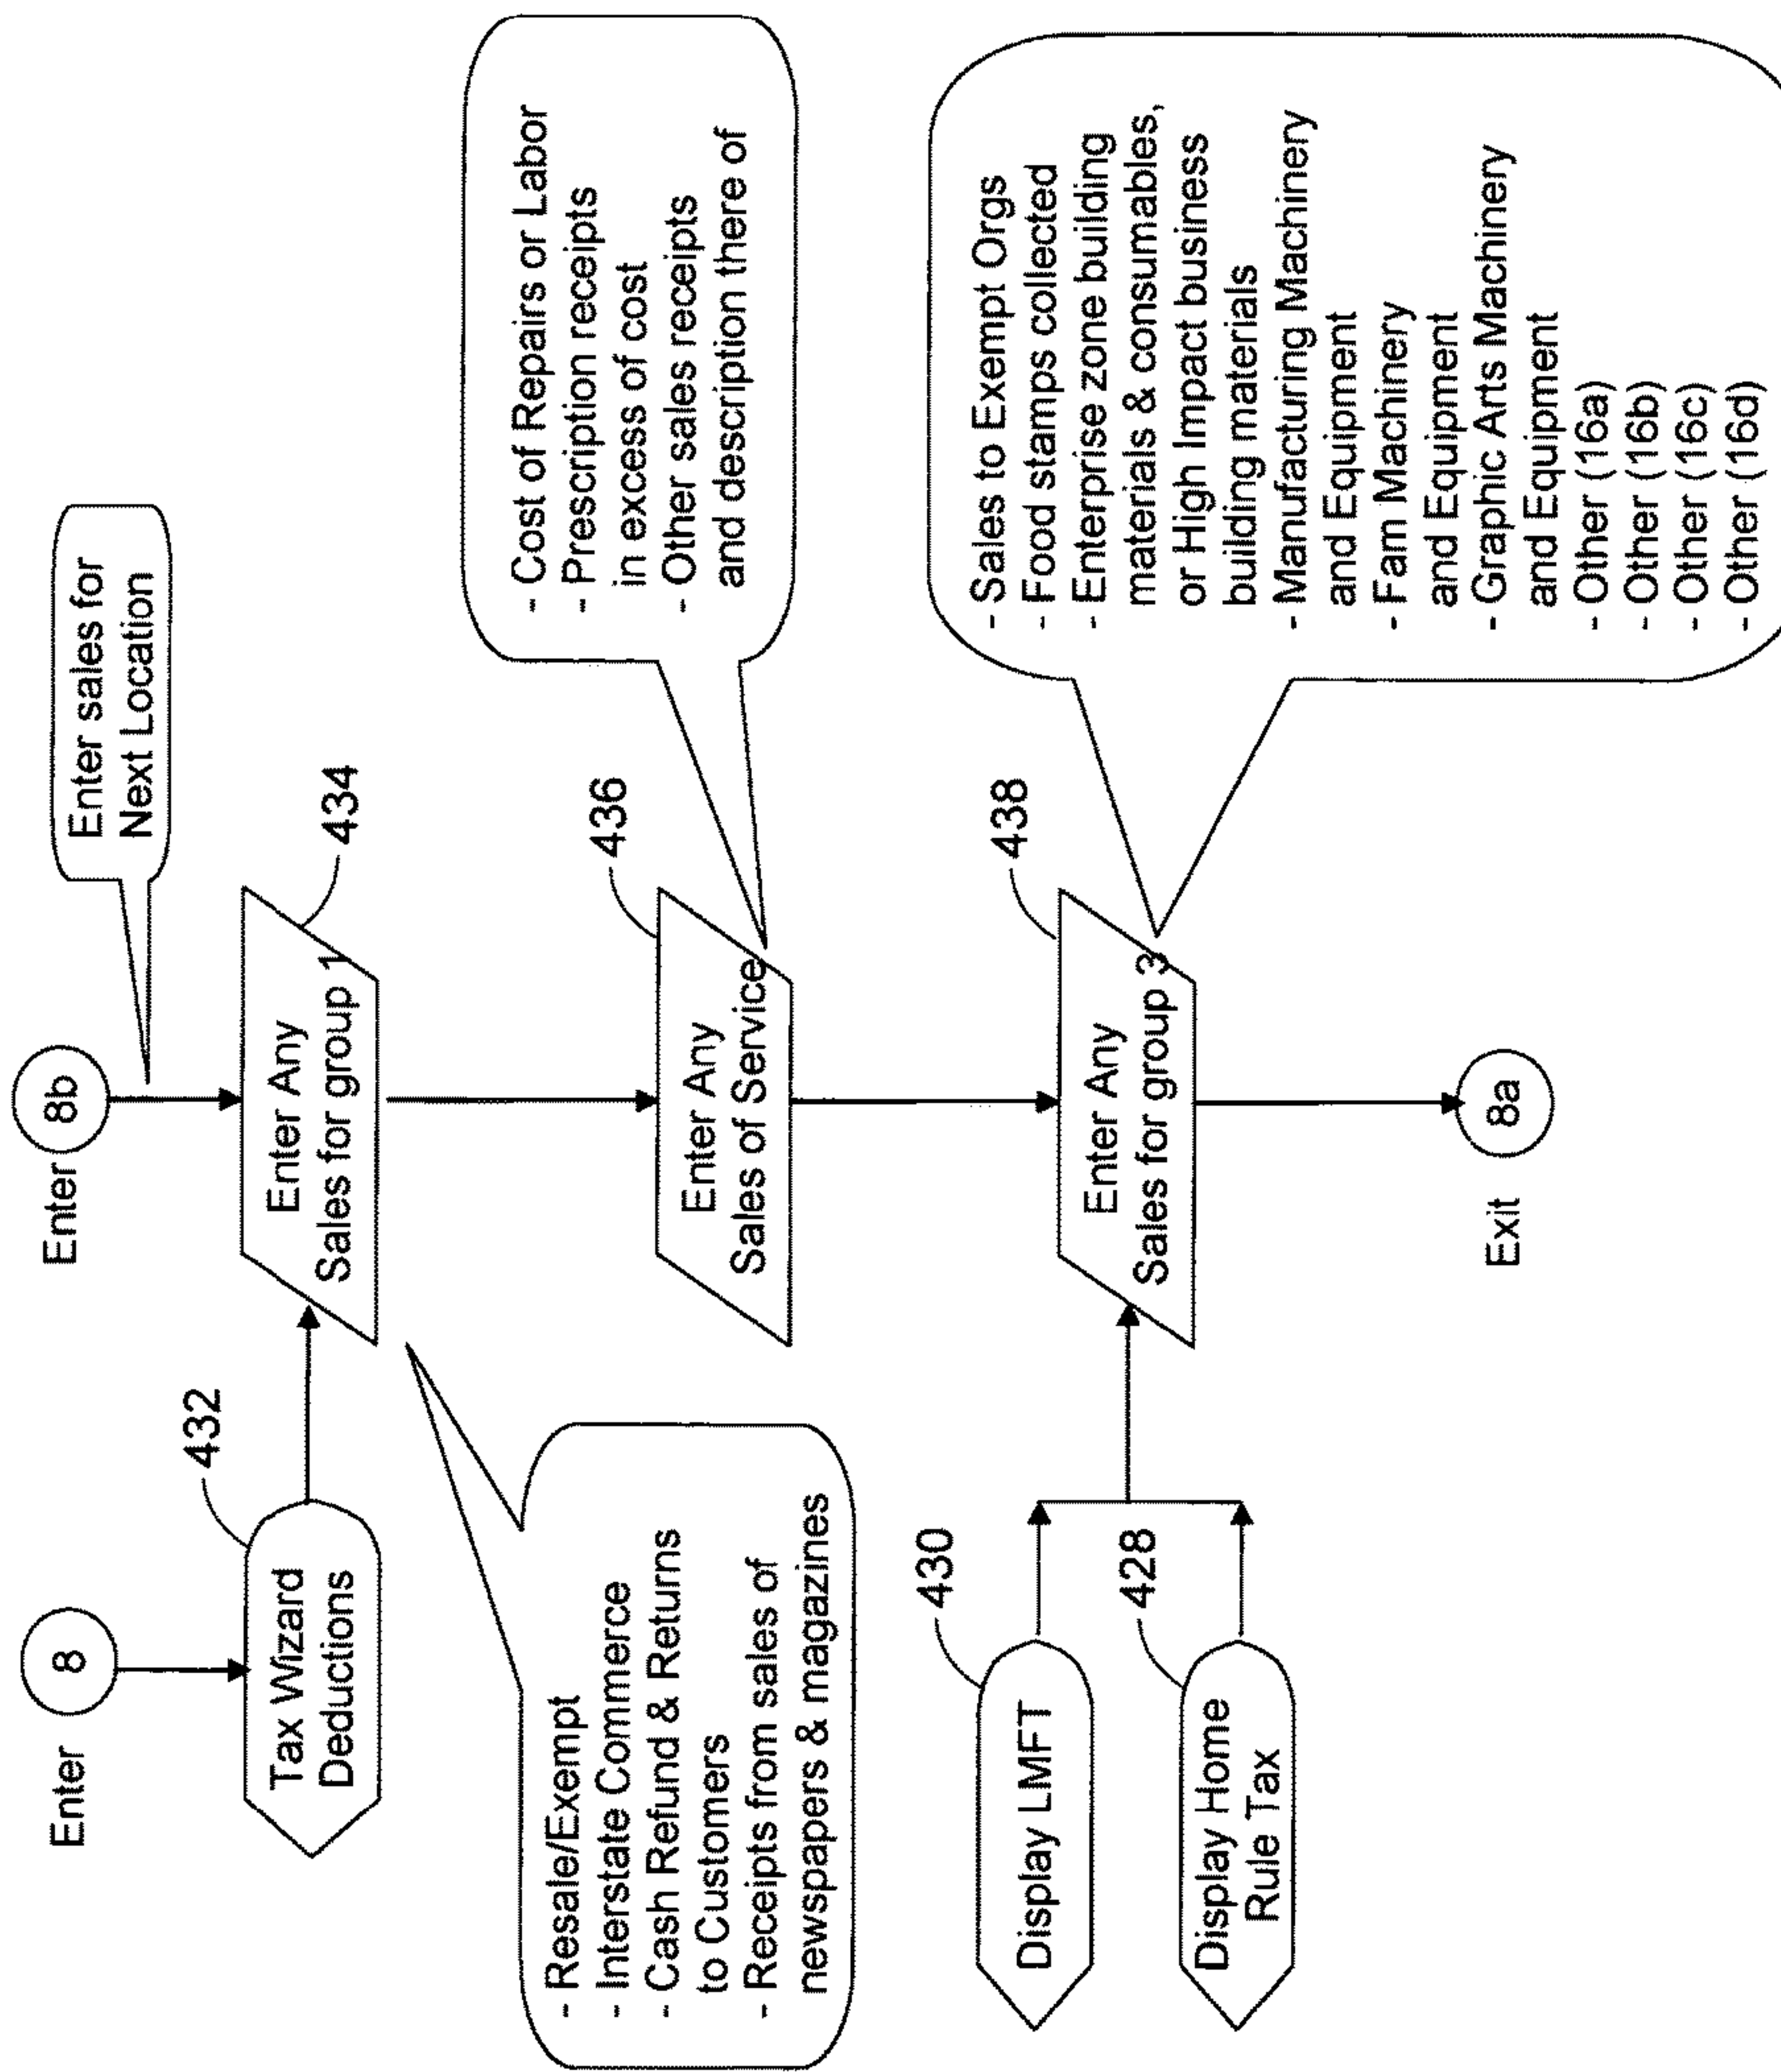 Enter
8
Enter
8b
Enter sales for
Next Location
432
Tax Wizard
Deductions
434
Enter Any
Sales for group 1
- Resale/Exempt
- Interstate Commerce
- Cash Refund & Returns
to Customers
- Receipts from sales of
newspapers & magazines
436
Enter Any
Sales of Service
- Cost of Repairs or Labor
- Prescription receipts
in excess of cost
- Other sales receipts
and description there of
430
Display LMFT
428
Display Home
Rule Tax
438
Enter Any
Sales for group 3
- Sales to Exempt Orgs
- Food stamps collected
- Enterprise zone building
materials & consumables,
or High Impact business
building materials
- Manufacturing Machinery
and Equipment
- Fam Machinery
and Equipment
- Graphic Arts Machinery
and Equipment
- Other (16a)
- Other (16b)
- Other (16c)
- Other (16d)
Exit
8a